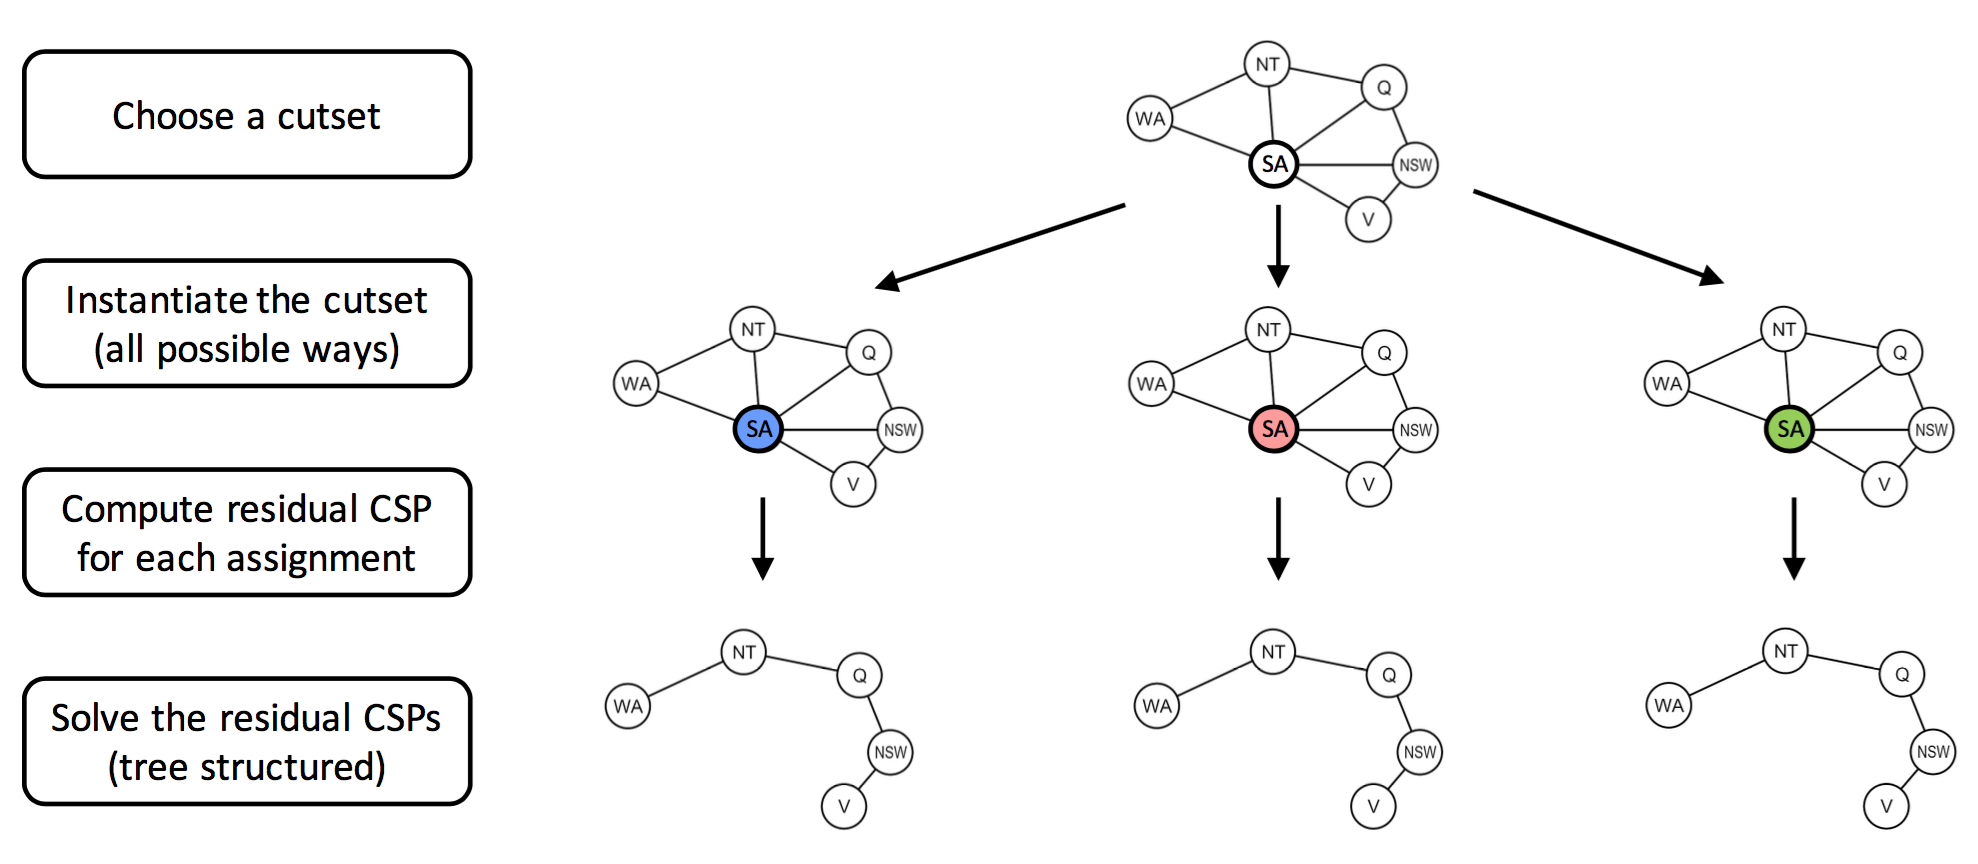 Choose a cutset
Instantiate the cutset
(all possible ways)
Compute residual CSP
for each assignment
Solve the residual CSPs
(tree structured)
NT
Q
WA
SA
NSW
V
NT
Q
WA
SA
NSW
V
NT
Q
WA
SA
NSW
V
NT
Q
WA
SA
NSW
V
NT
Q
WA
NSW
V
NT
Q
WA
NSW
V
NT
Q
WA
NSW
V